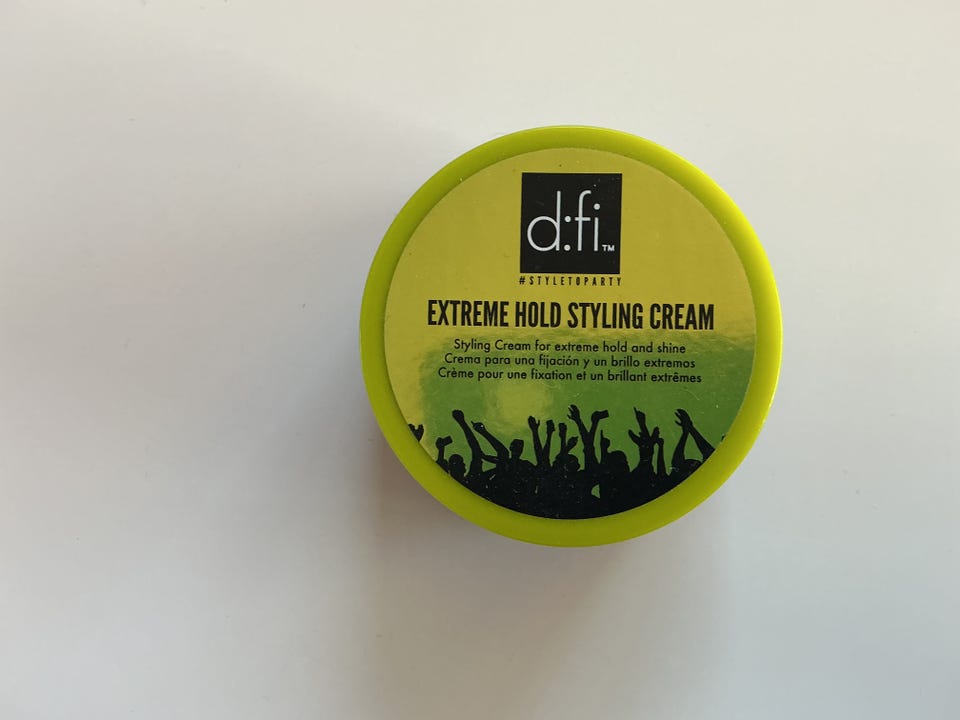 d:fi™
#STYLETOPARTY
EXTREME HOLD STYLING CREAM
Styling Cream for extreme hold and shine
Crema para una fijación y un brillo extremos
Crème pour une fixation et un brillant extrêmes